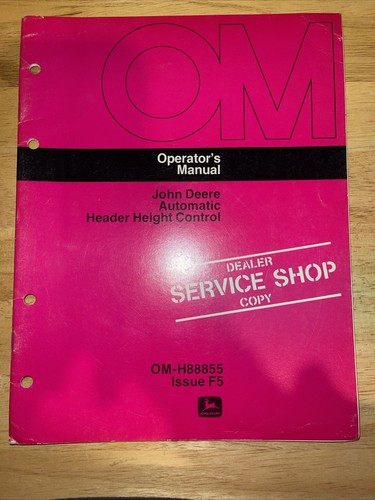 OM
Operator's
Manual
John Deere
Automatic
Header Height Control
DEALER
SERVICE SHOP
COPY
OM-H88855
Issue F5
JOHN DEERE